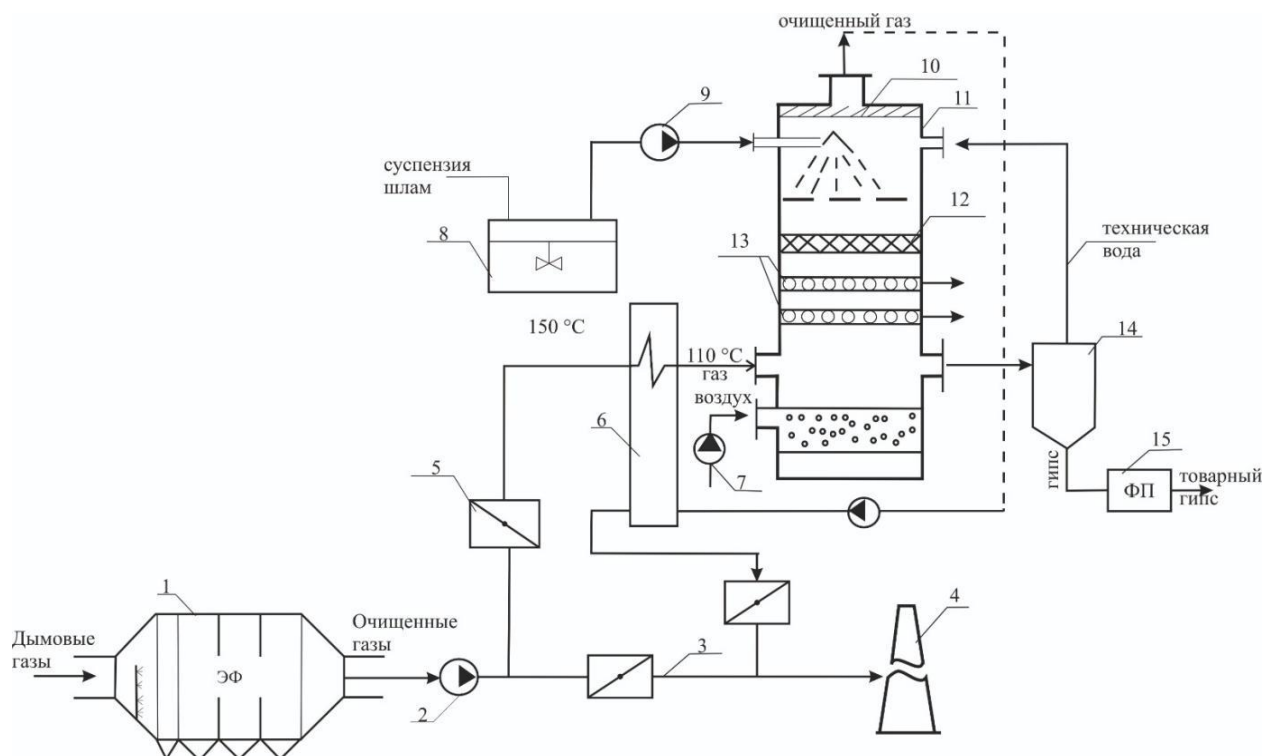 очищенный газ
10
11
9
суспензия
шлам
8
12
13
техническая
вода
150 °C
110 °C
газ
воздух
14
6
7
5
гипс
15
ФП
товарный
гипс
1
Дымовые
газы
ЭФ
Очищенные
газы
2
3
4